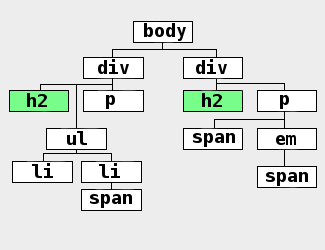 body
div div
h2 p h2 p
ul span em
li li span
span